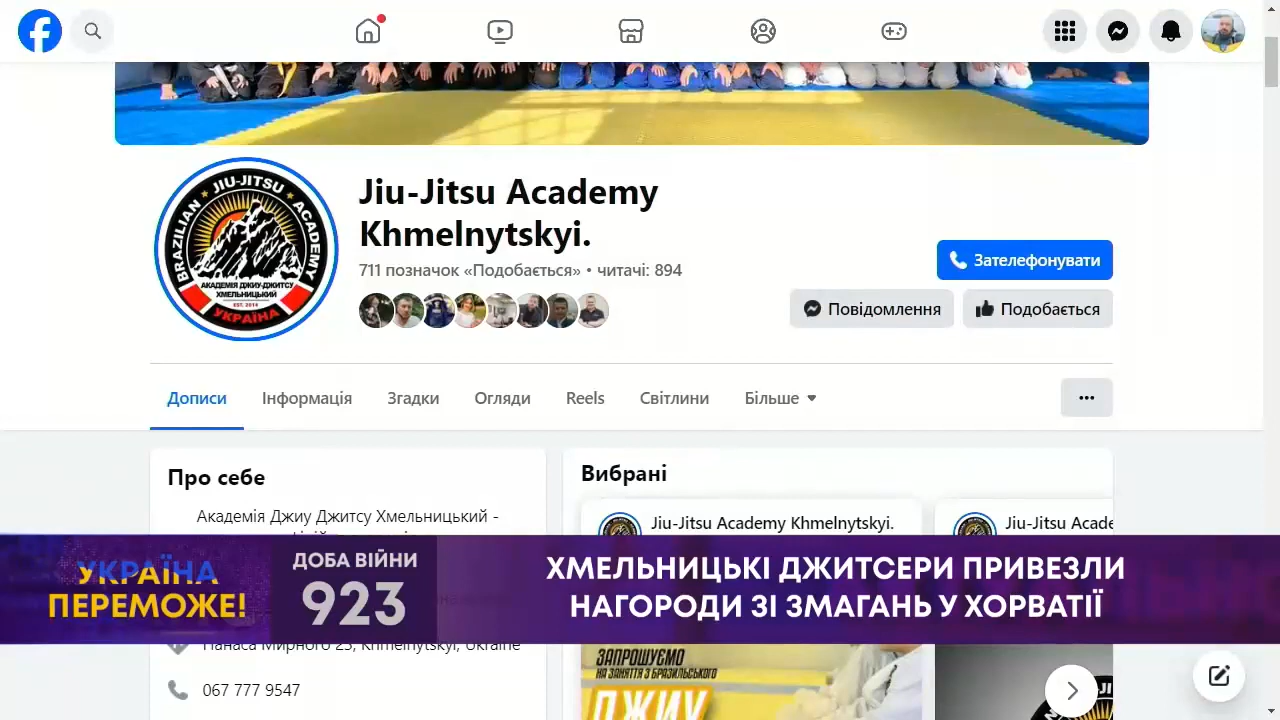 Jiu-Jitsu Academy
Khmelnytskyi.
711 позначок «Подобається» • читачі: 894
Зателефонувати
Повідомлення
Подобається
BRAZILIAN ★ JIU-JITSU ★ ACADEMY
АКАДЕМІЯ ДЖИУ-ДЖИТСУ
ХМЕЛЬНИЦЬКИЙ
EST. 2014
УКРАЇНА
Дописи
Інформація
Згадки
Огляди
Reels
Світлини
Більше
Про себе
Академія Джиу Джитсу Хмельницький -
Вибрані
Jiu-Jitsu Academy Khmelnytskyi.
Jiu-Jitsu Acade
УКРАЇНА
ПЕРЕМОЖЕ!
ДОБА ВІЙНИ
923
ХМЕЛЬНИЦЬКІ ДЖИТСЕРИ ПРИВЕЗЛИ
НАГОРОДИ ЗІ ЗМАГАНЬ У ХОРВАТІЇ
Панаса Мирного 25, Khmelnytskyi, Ukraine
067 777 9547
ЗАПРОШУЄМО
НА ЗАНЯТТЯ З БРАЗИЛЬСЬКОГО
ДЖИУ